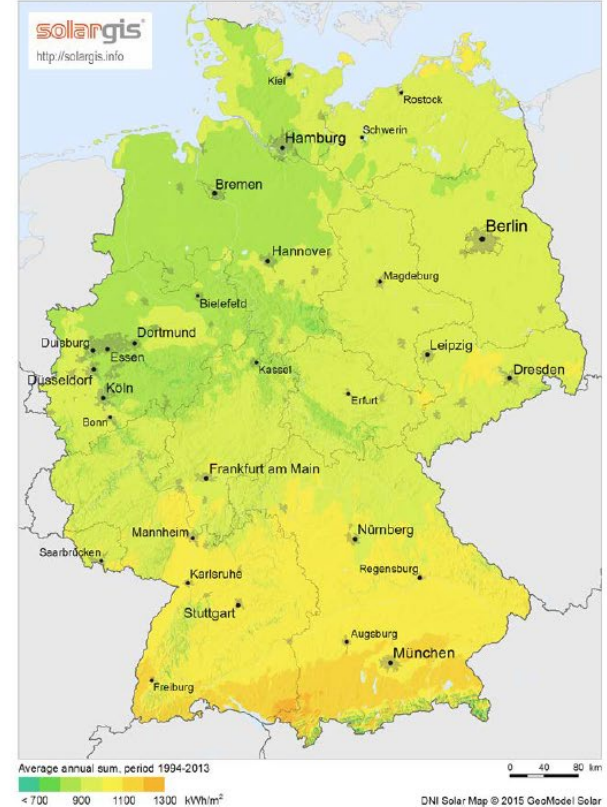 solargis
http://solargis.info
Kiel
Rostock
Hamburg
Schwerin
Bremen
Berlin
Hannover
Magdeburg
Bielefeld
Duisburg
Dortmund
Essen
Leipzig
Düsseldorf
Kassel
Dresden
Köln
Erfurt
Bonn
Frankfurt am Main
Mannheim
Nürnberg
Saarbrücken
Karlsruhe
Regensburg
Stuttgart
Augsburg
München
Freiburg
Average annual sum, period 1994-2013
0 40 80 km
< 700 900 1100 1300 kWh/m²
DNI Solar Map © 2015 GeoModel Solar